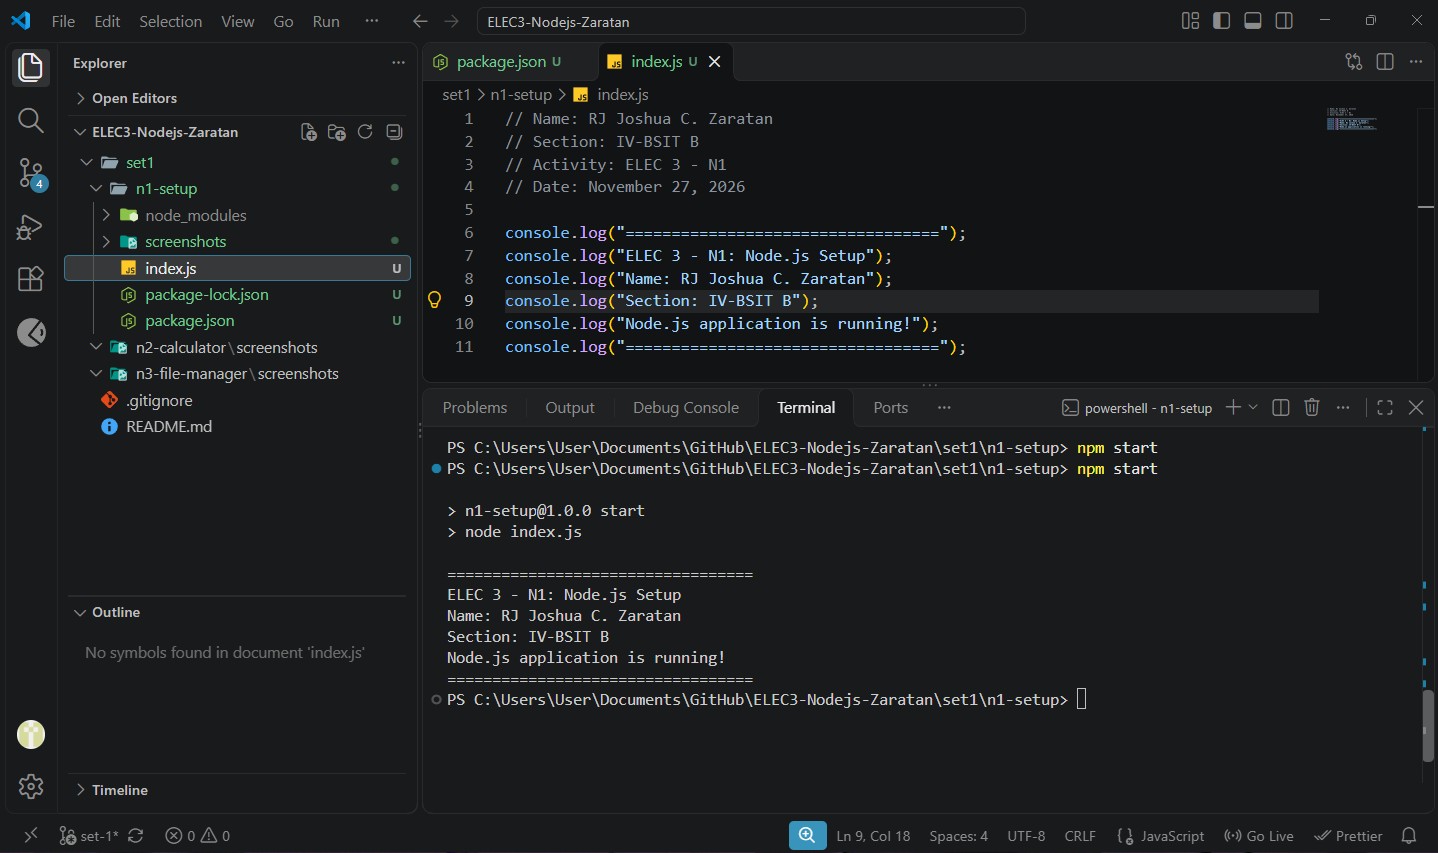 File Edit Selection View Go Run ··· ELEC3-Nodejs-Zaratan
Explorer
Open Editors
ELEC3-Nodejs-Zaratan
set1
n1-setup
node_modules
screenshots
index.js U
package-lock.json U
package.json U
n2-calculator\screenshots
n3-file-manager\screenshots
.gitignore
README.md
4
Outline
No symbols found in document 'index.js'
Timeline
package.json U index.js U
set1 > n1-setup > index.js
1 // Name: RJ Joshua C. Zaratan
2 // Section: IV-BSIT B
3 // Activity: ELEC 3 - N1
4 // Date: November 27, 2026
5
6 console.log("==================================");
7 console.log("ELEC 3 - N1: Node.js Setup");
8 console.log("Name: RJ Joshua C. Zaratan");
9 console.log("Section: IV-BSIT B");
10 console.log("Node.js application is running!");
11 console.log("==================================");
Problems Output Debug Console Terminal Ports ··· powershell - n1-setup
PS C:\Users\User\Documents\GitHub\ELEC3-Nodejs-Zaratan\set1\n1-setup> npm start
PS C:\Users\User\Documents\GitHub\ELEC3-Nodejs-Zaratan\set1\n1-setup> npm start
> n1-setup@1.0.0 start
> node index.js
==================================
ELEC 3 - N1: Node.js Setup
Name: RJ Joshua C. Zaratan
Section: IV-BSIT B
Node.js application is running!
==================================
PS C:\Users\User\Documents\GitHub\ELEC3-Nodejs-Zaratan\set1\n1-setup>
set-1* 0 0 Ln 9, Col 18 Spaces: 4 UTF-8 CRLF {} JavaScript Go Live Prettier